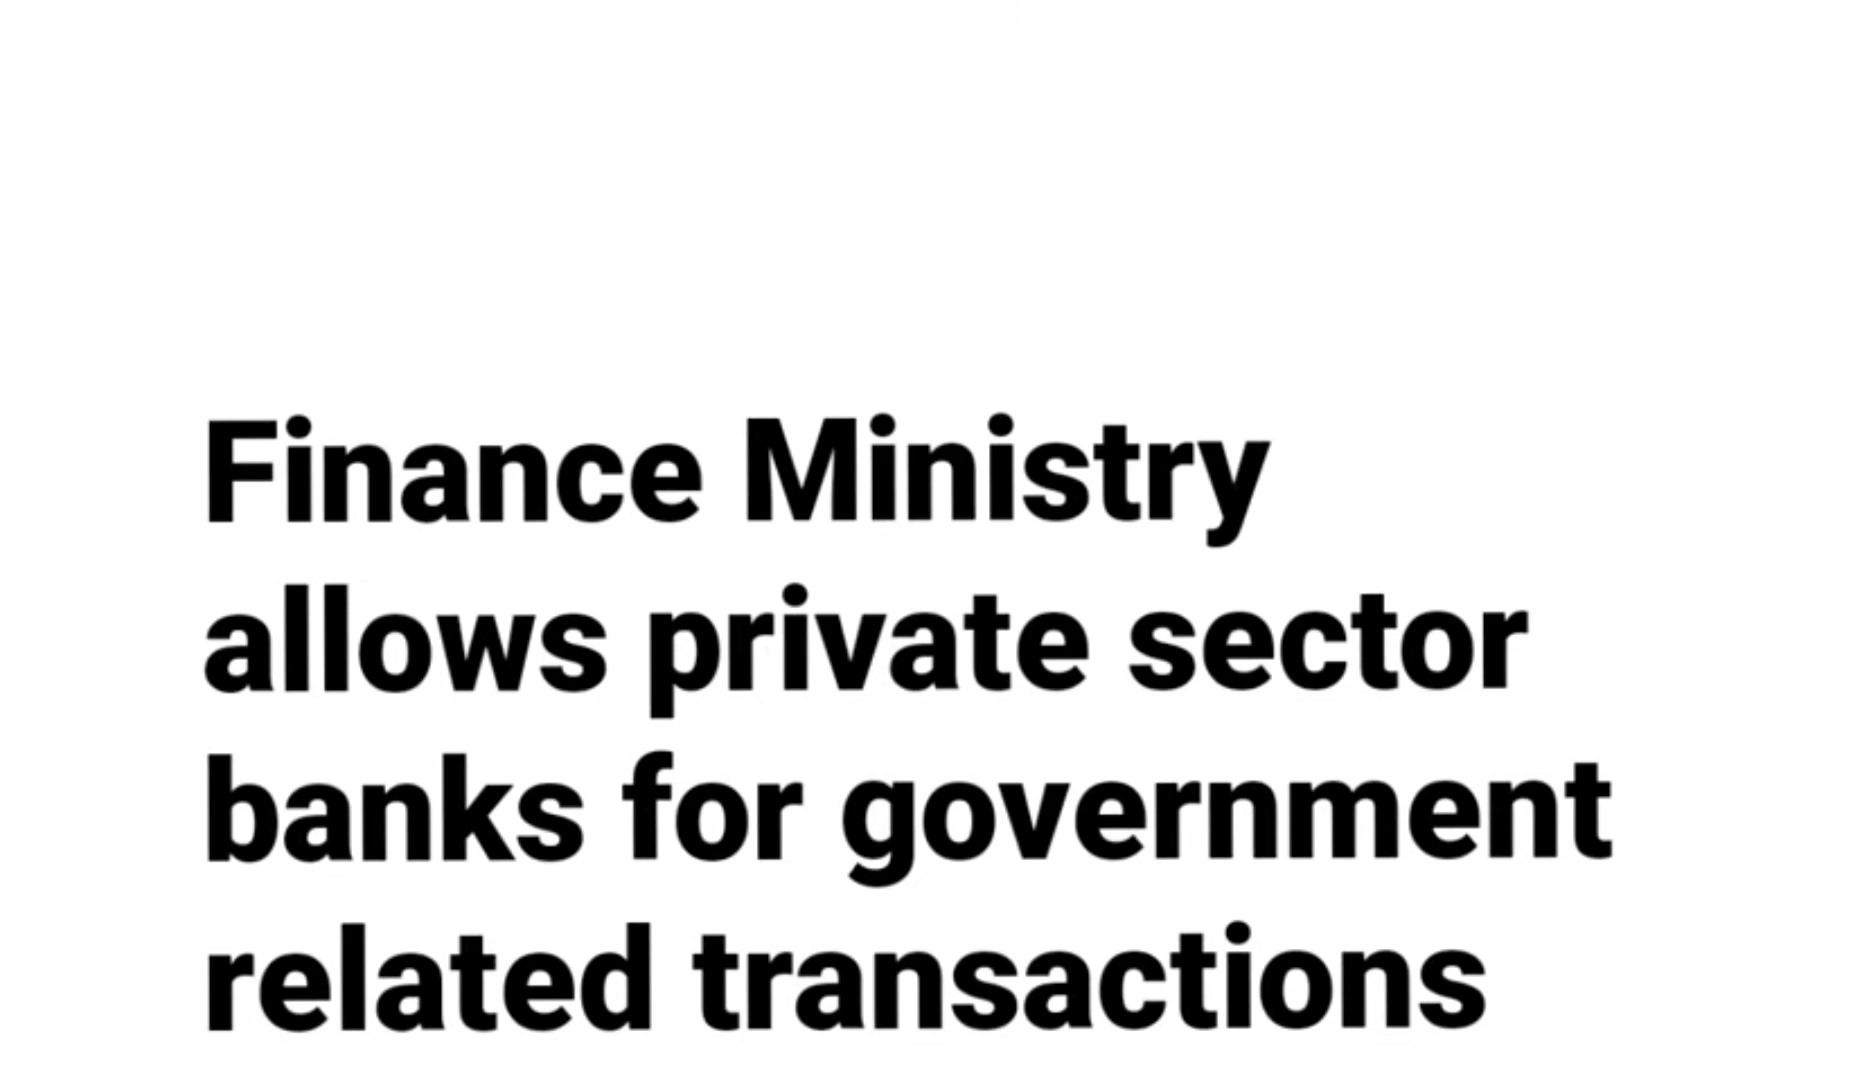 Finance Ministry
allows private sector
banks for government
related transactions